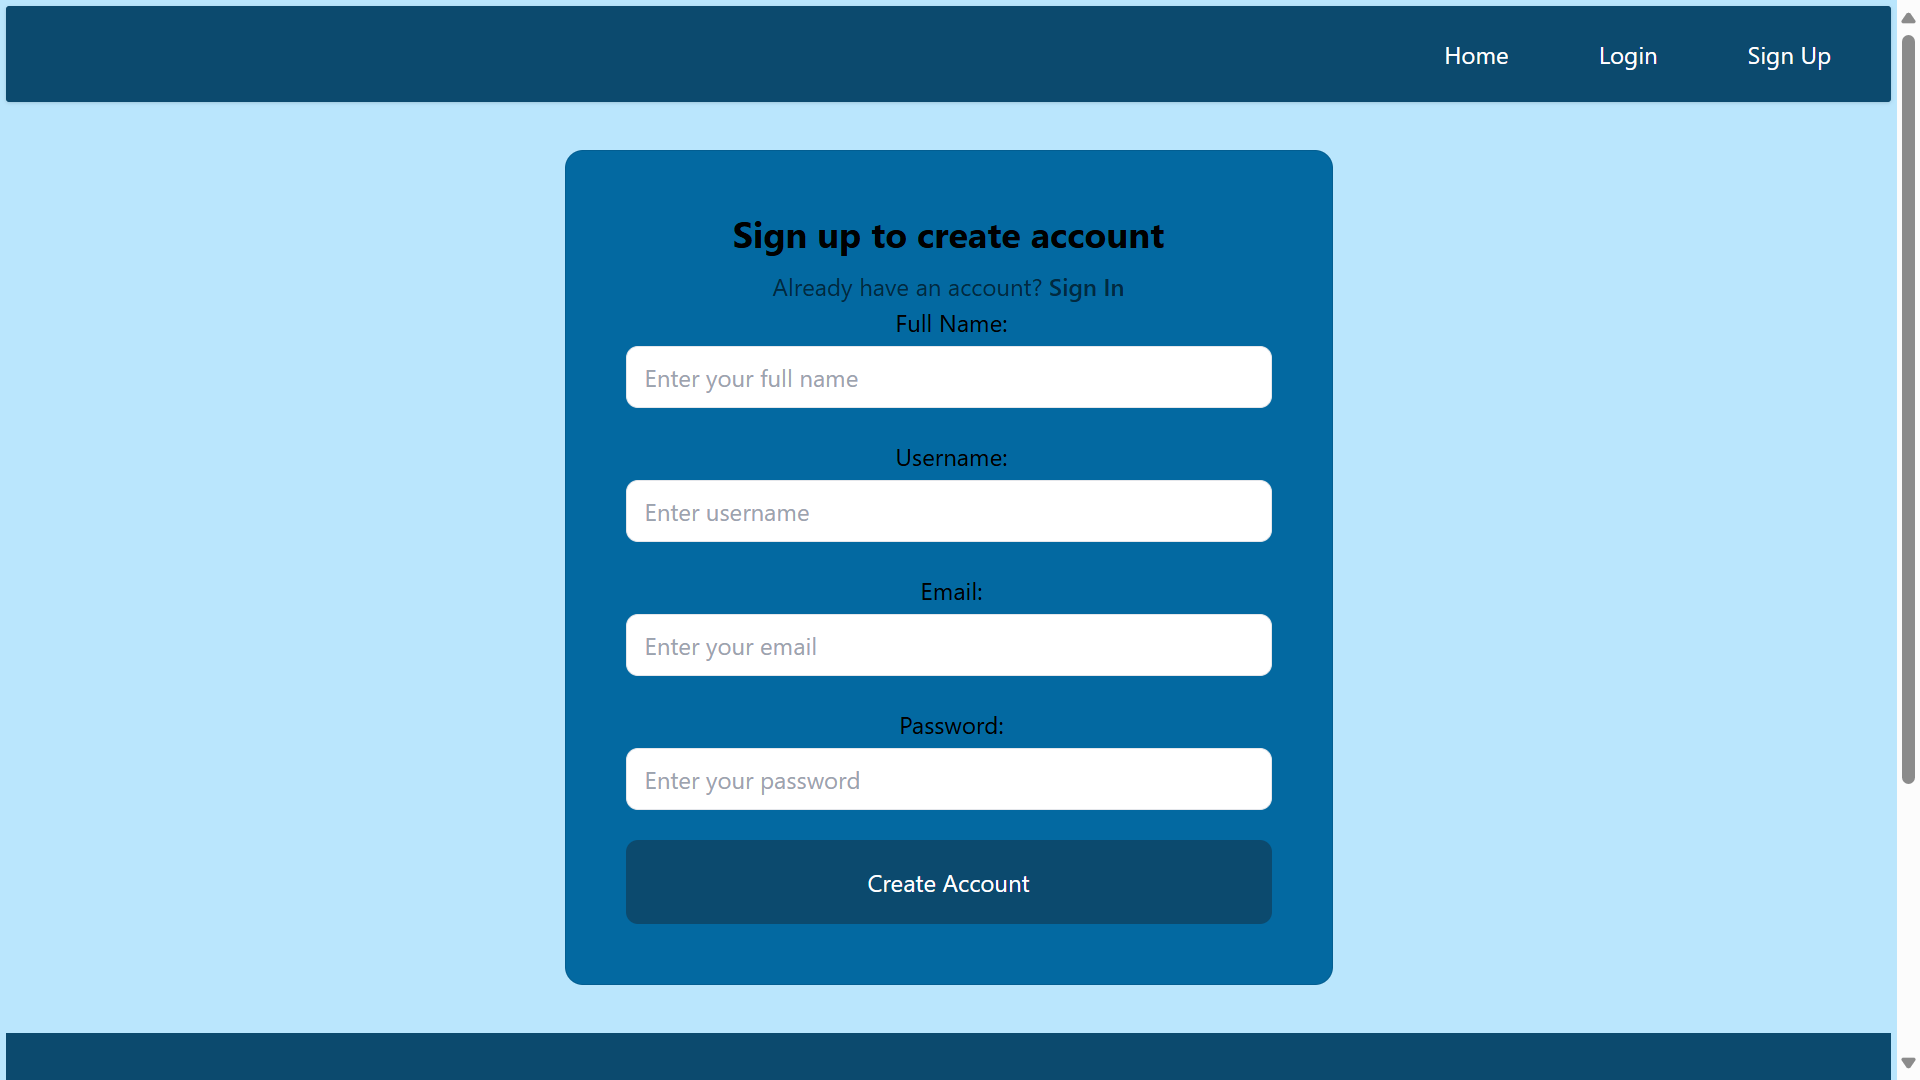 Home Login Sign Up
Sign up to create account
Already have an account? Sign In
Full Name:
Enter your full name
Username:
Enter username
Email:
Enter your email
Password:
Enter your password
Create Account